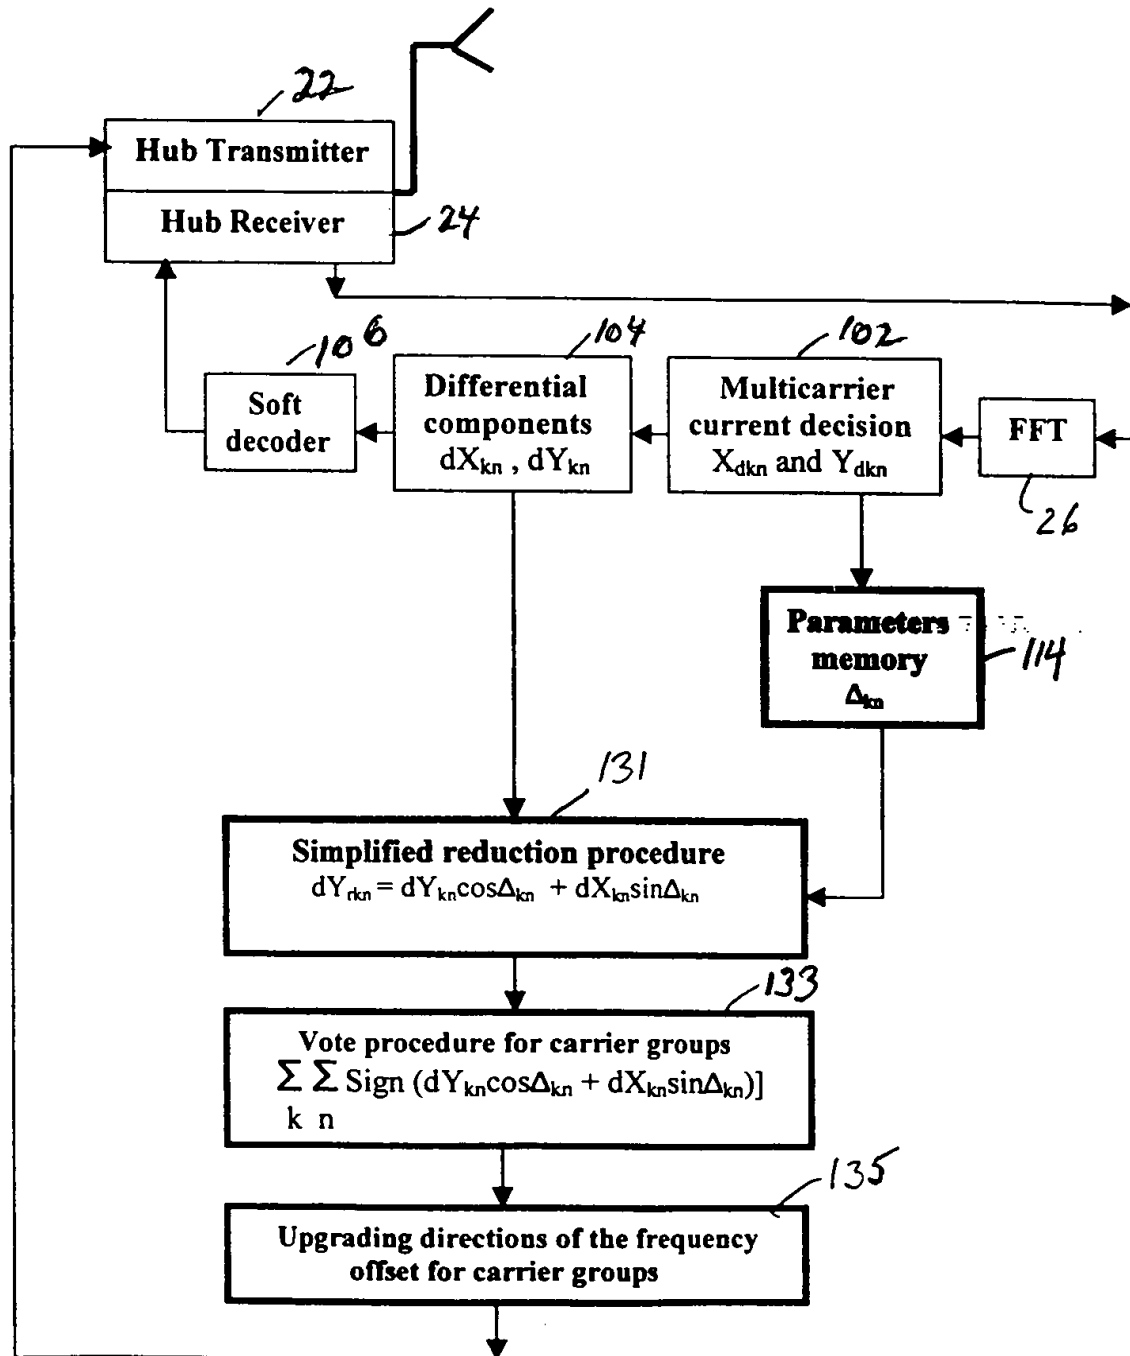 22
Hub Transmitter
Hub Receiver
24
106
Soft
decoder
104
Differential
components
dXkn , dYkn
102
Multicarrier
current decision
Xdkn and Ydkn
FFT
26
Parameters
memory
Δkn
114
131
Simplified reduction procedure
dYrkn = dYkncosΔkn + dXknsinΔkn
133
Vote procedure for carrier groups
Σ Σ Sign (dYkncosΔkn + dXknsinΔkn)]
k n
135
Upgrading directions of the frequency
offset for carrier groups